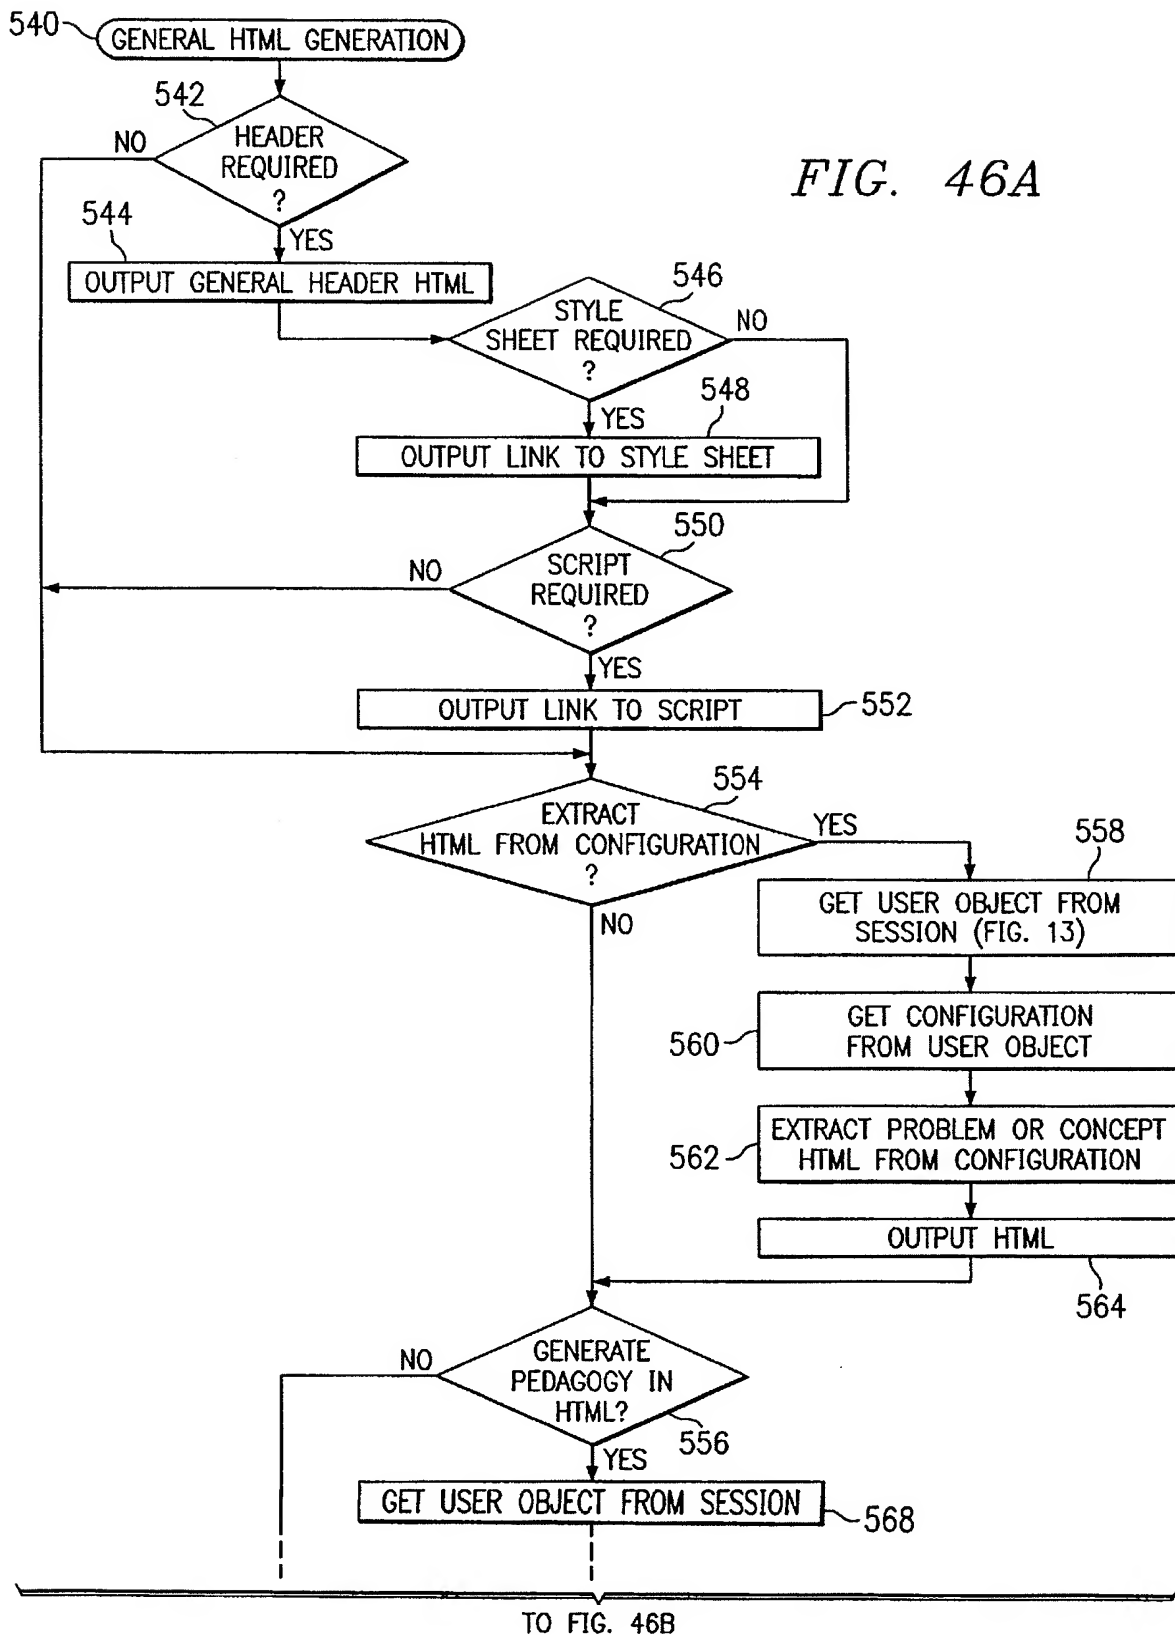 540
GENERAL HTML GENERATION
542
NO
HEADER
REQUIRED
?
FIG. 46A
544
YES
OUTPUT GENERAL HEADER HTML
546
STYLE
SHEET REQUIRED
?
NO
548
YES
OUTPUT LINK TO STYLE SHEET
550
NO
SCRIPT
REQUIRED
?
YES
OUTPUT LINK TO SCRIPT
552
554
EXTRACT
HTML FROM CONFIGURATION
?
YES
558
NO
GET USER OBJECT FROM
SESSION (FIG. 13)
560
GET CONFIGURATION
FROM USER OBJECT
562
EXTRACT PROBLEM OR CONCEPT
HTML FROM CONFIGURATION
OUTPUT HTML
564
NO
GENERATE
PEDAGOGY IN
HTML?
556
YES
GET USER OBJECT FROM SESSION
568
TO FIG. 46B